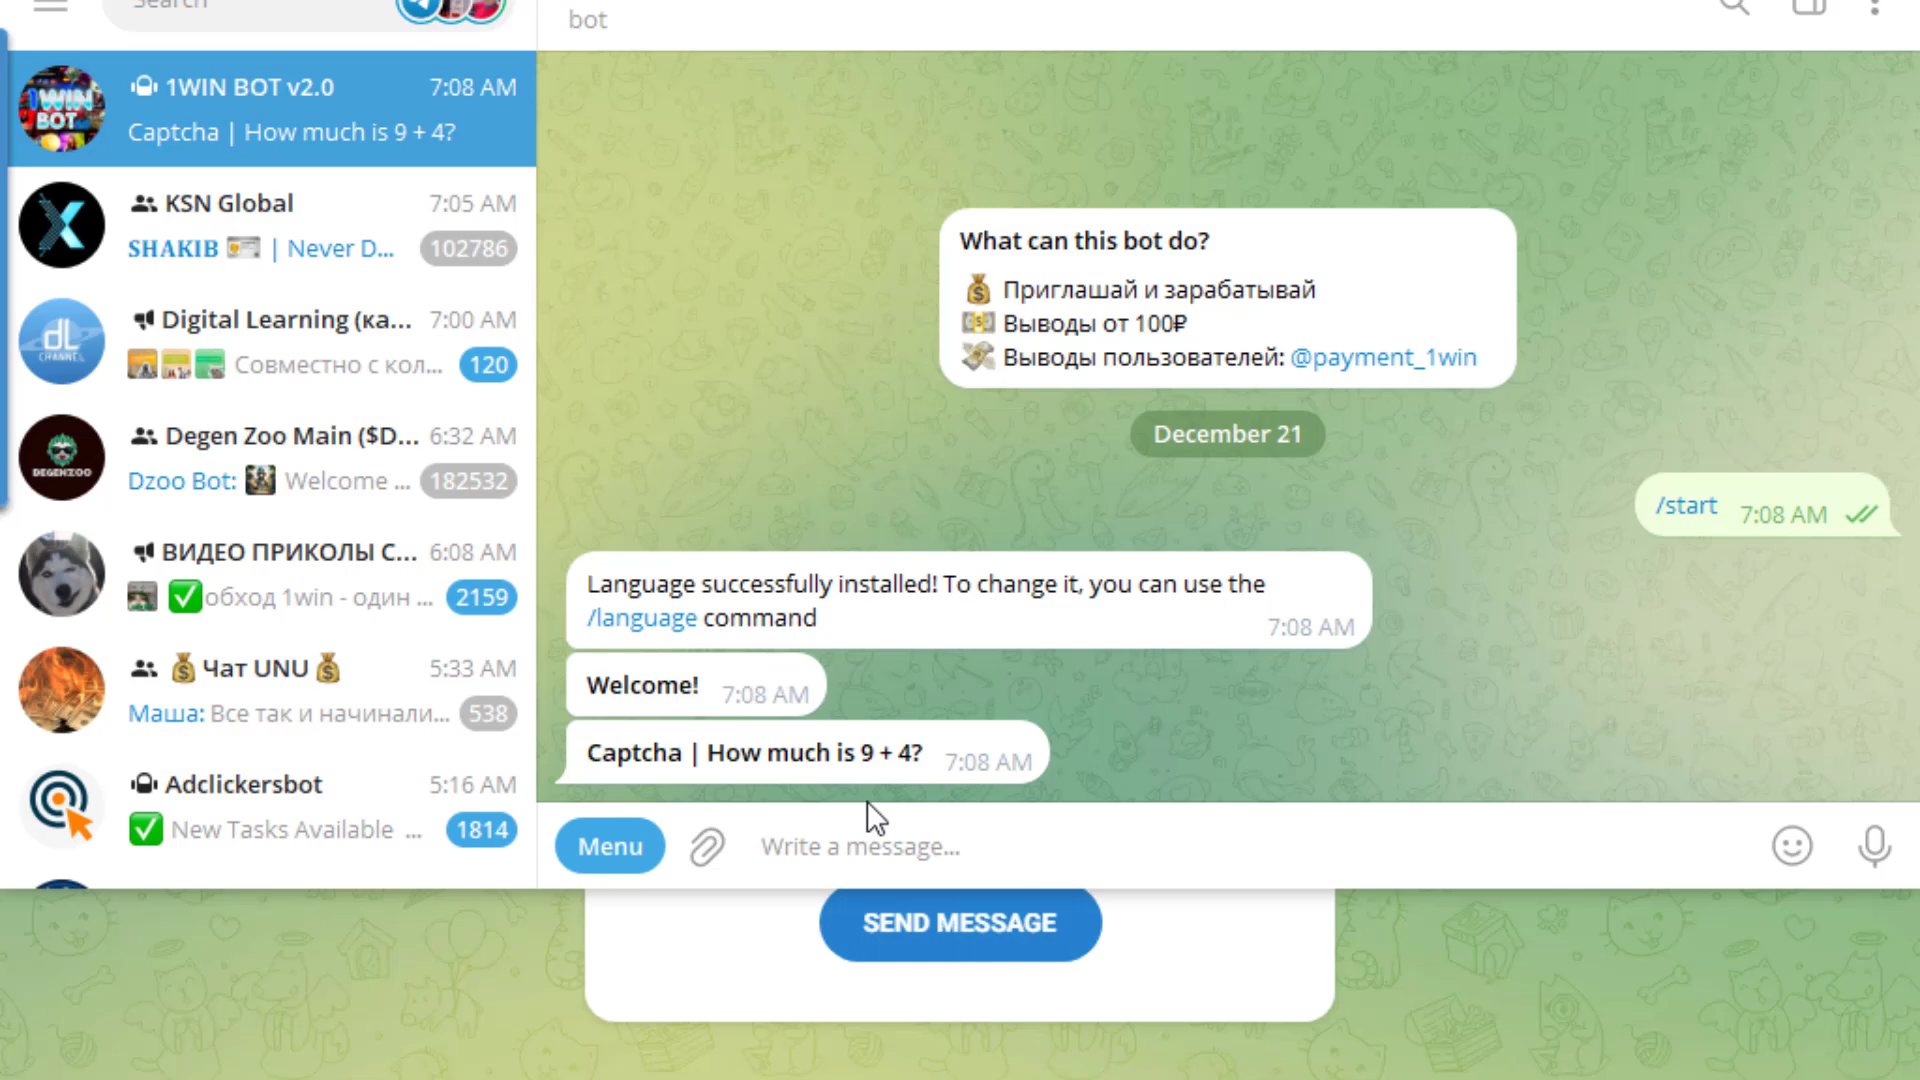 Search
bot
1WIN BOT v2.0 7:08 AM
Captcha | How much is 9 + 4?
KSN Global 7:05 AM
SHAKIB | Never D... 102786
Digital Learning (ка... 7:00 AM
Совместно с кол... 120
Degen Zoo Main ($D... 6:32 AM
Dzoo Bot: Welcome ... 182532
ВИДЕО ПРИКОЛЫ С... 6:08 AM
обход 1win - один ... 2159
Чат UNU 5:33 AM
Маша: Все так и начинали... 538
Adclickersbot 5:16 AM
New Tasks Available ... 1814
1WIN
BOT
dL
CHANNEL
DEGENZOO
What can this bot do?
Приглашай и зарабатывай
Выводы от 100₽
Выводы пользователей: @payment_1win
December 21
/start 7:08 AM
Language successfully installed! To change it, you can use the
/language command 7:08 AM
Welcome! 7:08 AM
Captcha | How much is 9 + 4? 7:08 AM
Menu Write a message...
SEND MESSAGE